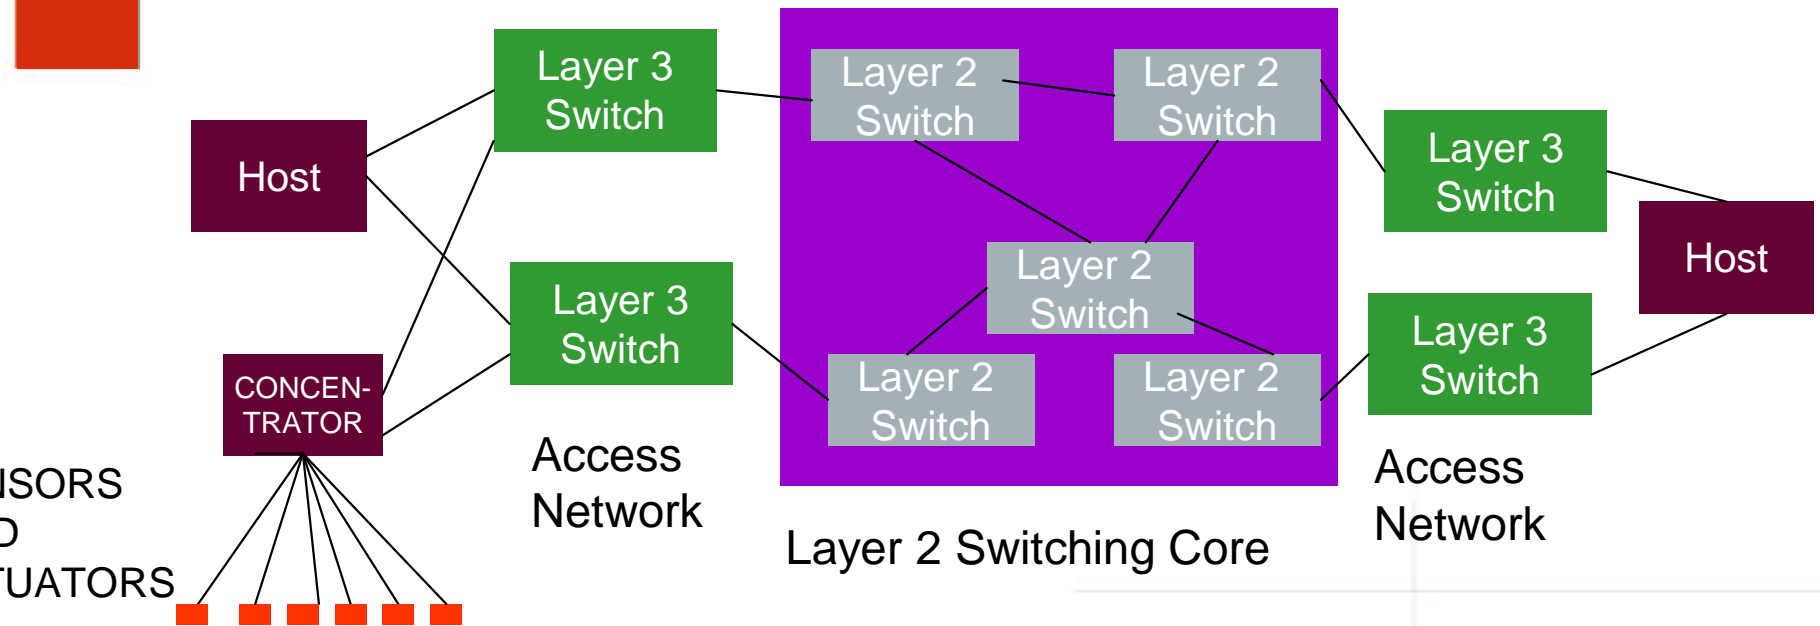 Layer 3
Switch
Layer 2
Switch
Layer 2
Switch
Layer 3
Switch
Host
Layer 3
Switch
Layer 2
Switch
Host
Layer 3
Switch
CONCEN-
TRATOR
Layer 2
Switch
Layer 2
Switch
Access
Network
Access
Network
NSORS
D
TUATORS
Layer 2 Switching Core